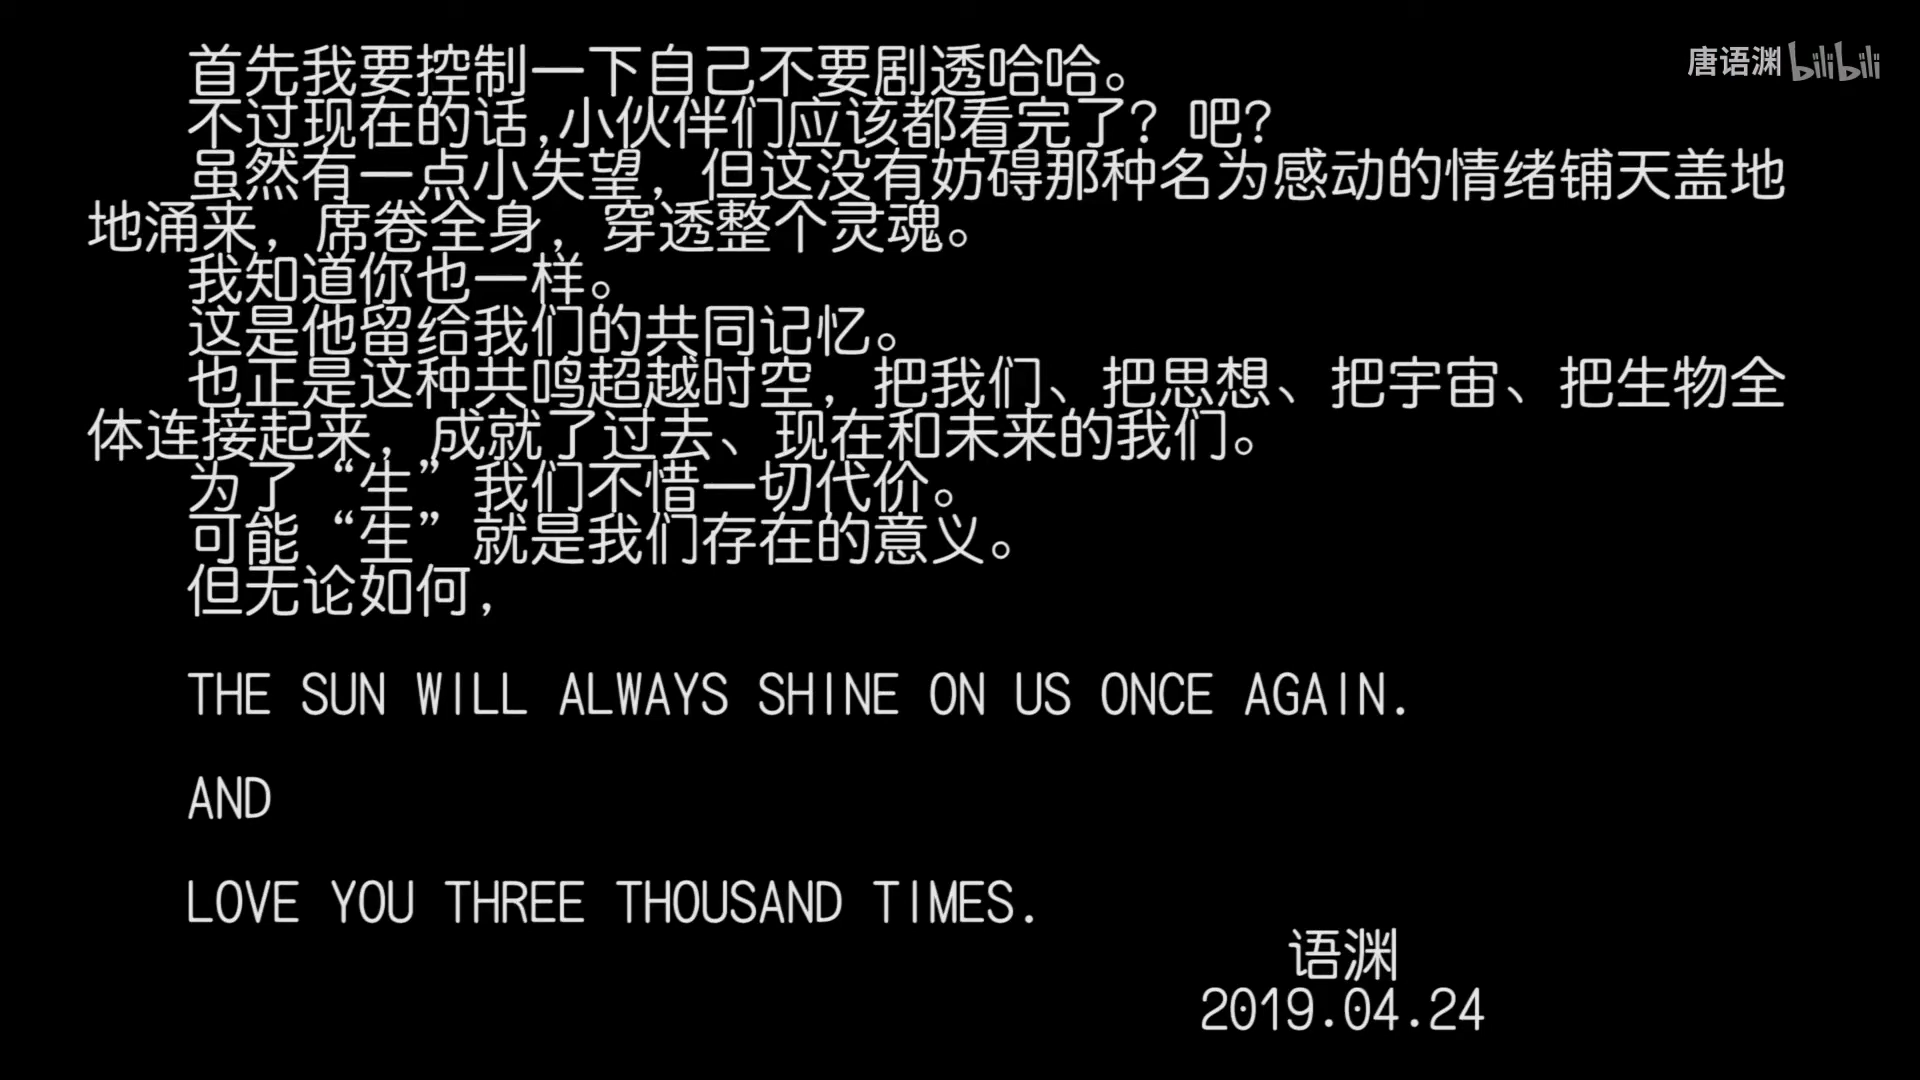 首先我要控制一下自己不要剧透哈哈。
唐语渊 bilibili
不过现在的话,小伙伴们应该都看完了？吧？
虽然有一点小失望，但这没有妨碍那种名为感动的情绪铺天盖地
地涌来，席卷全身，穿透整个灵魂。
我知道你也一样。
这是他留给我们的共同记忆。
也正是这种共鸣超越时空，把我们、把思想、把宇宙、把生物全
体连接起来，成就了过去、现在和未来的我们。
为了“生”我们不惜一切代价。
可能“生”就是我们存在的意义。
但无论如何，
THE SUN WILL ALWAYS SHINE ON US ONCE AGAIN.
AND
LOVE YOU THREE THOUSAND TIMES.
语渊
2019.04.24